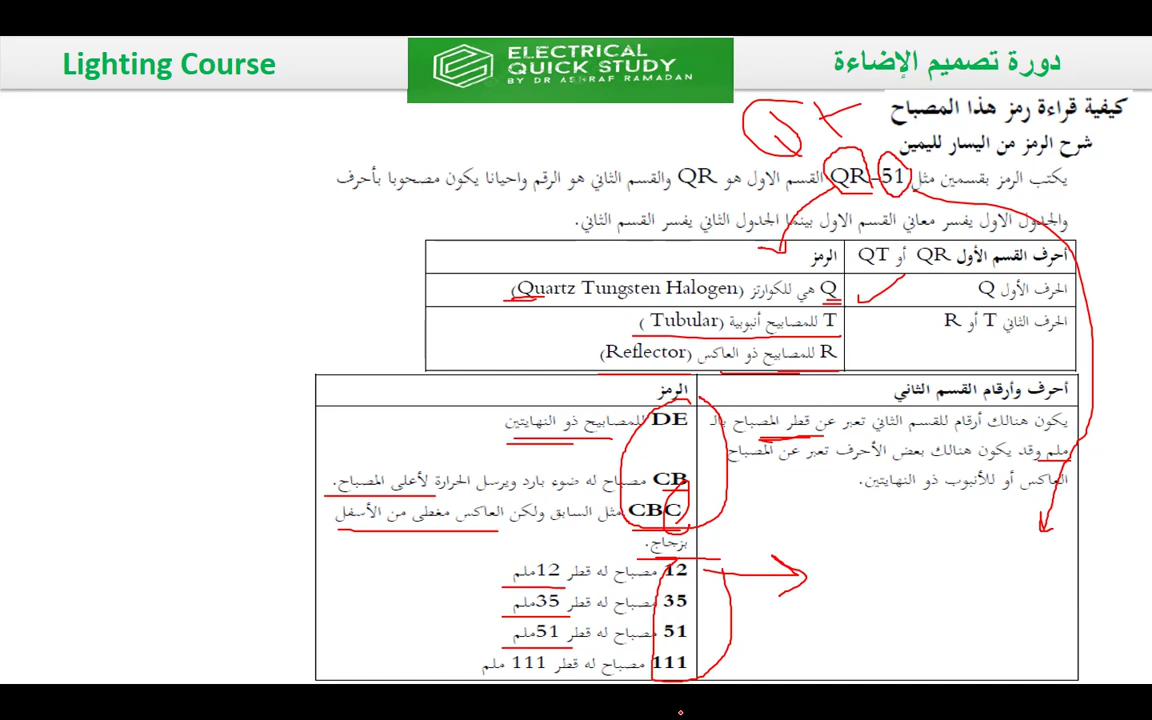 Lighting Course
ELECTRICAL
QUICK STUDY
BY DR ASHRAF RAMADAN
دورة تصميم الإضاءة
كيفية قراءة رمز هذا المصباح
شرح الرمز من اليسار لليمين
يكتب الرمز بقسمين مثل QR-51 القسم الاول هو QR والقسم الثاني هو الرقم واحيانا يكون مصحوبا بأحرف
والجدول الاول يفسر معاني القسم الاول بينما الجدول الثاني يفسر القسم الثاني.
أحرف القسم الأول QR أو QT
الرمز
الحرف الأول Q
Q هي للكوارتز (Quartz Tungsten Halogen)
الحرف الثاني T أو R
T للمصابيح أنبوبية (Tubular )
R للمصابيح ذو العاكس (Reflector)
أحرف وأرقام القسم الثاني
الرمز
يكون هنالك أرقام للقسم الثاني تعبر عن قطر المصباح بالـ
ملم وقد يكون هنالك بعض الأحرف تعبر عن المصباح
العاكس أو للأنبوب ذو النهايتين.
DE للمصابيح ذو النهايتين
CB مصباح له ضوء بارد ويرسل الحرارة لأعلى المصباح.
CBC مثل السابق ولكن العاكس مغطى من الأسفل
بزجاج.
12 مصباح له قطر 12ملم
35 مصباح له قطر 35ملم
51 مصباح له قطر 51ملم
111 مصباح له قطر 111 ملم